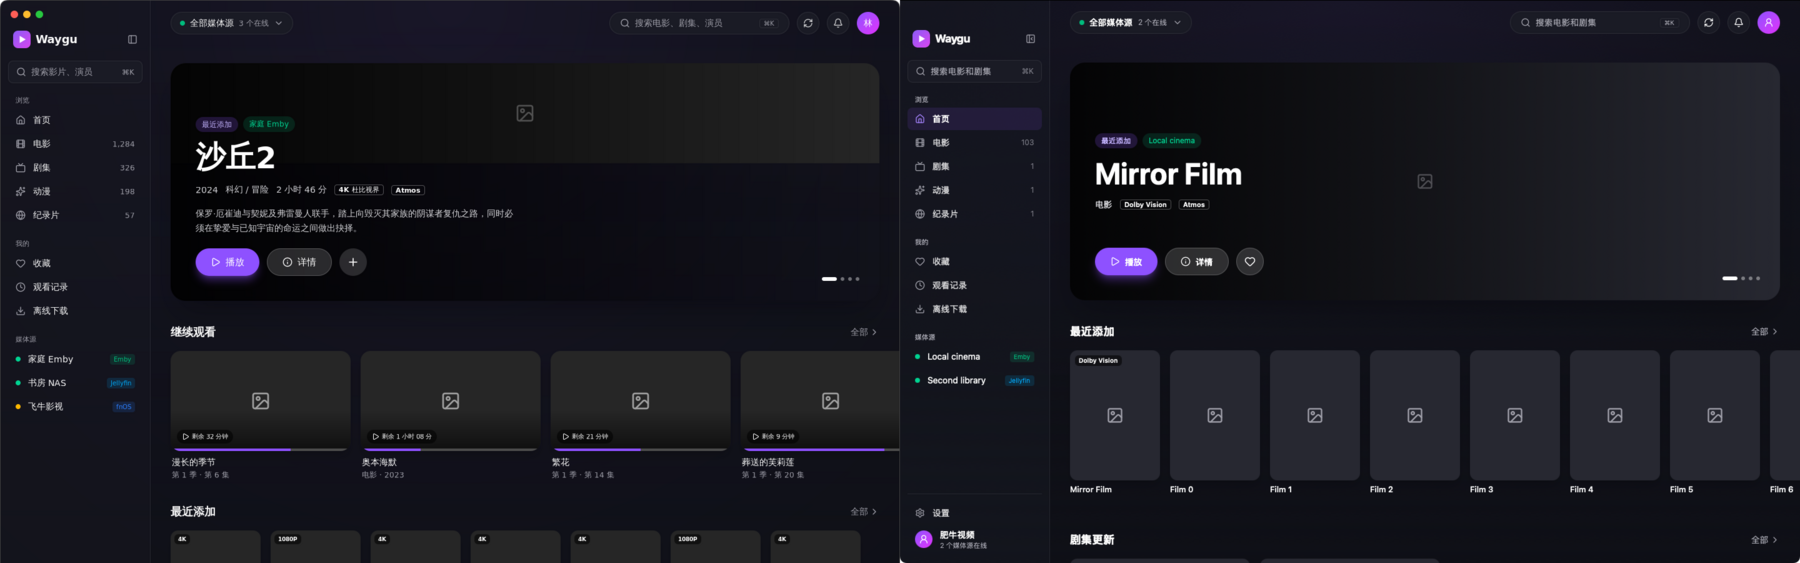 Waygu
搜索影片、演员 ⌘K
浏览
首页
电影 1,284
剧集 326
动漫 198
纪录片 57
我的
收藏
观看记录
离线下载
媒体源
家庭 Emby Emby
书房 NAS Jellyfin
飞牛影视 fnOS
全部媒体源 3 个在线
搜索电影、剧集、演员 ⌘K
林
最近添加 家庭 Emby
沙丘2
2024 科幻 / 冒险 2 小时 46 分 4K 杜比视界 Atmos
保罗·厄崔迪与契妮及弗雷曼人联手，踏上向毁灭其家族的阴谋者复仇之路，同时必
须在挚爱与已知宇宙的命运之间做出抉择。
播放 详情
继续观看 全部
剩余 32 分钟
漫长的季节
第 1 季 · 第 6 集
剩余 1 小时 08 分
奥本海默
电影 · 2023
剩余 21 分钟
繁花
第 1 季 · 第 14 集
剩余 9 分钟
葬送的芙莉莲
第 1 季 · 第 20 集
最近添加 全部
4K 1080P 4K 4K 4K 1080P 4K
Waygu
搜索电影和剧集 ⌘K
浏览
首页
电影 103
剧集 1
动漫 1
纪录片 1
我的
收藏
观看记录
离线下载
媒体源
Local cinema Emby
Second library Jellyfin
设置
肥牛视频
2 个媒体源在线
全部媒体源 2 个在线
搜索电影和剧集 ⌘K
最近添加 Local cinema
Mirror Film
电影 Dolby Vision Atmos
播放 详情
最近添加 全部
Dolby Vision
Mirror Film Film 0 Film 1 Film 2 Film 3 Film 4 Film 5 Film 6
剧集更新 全部